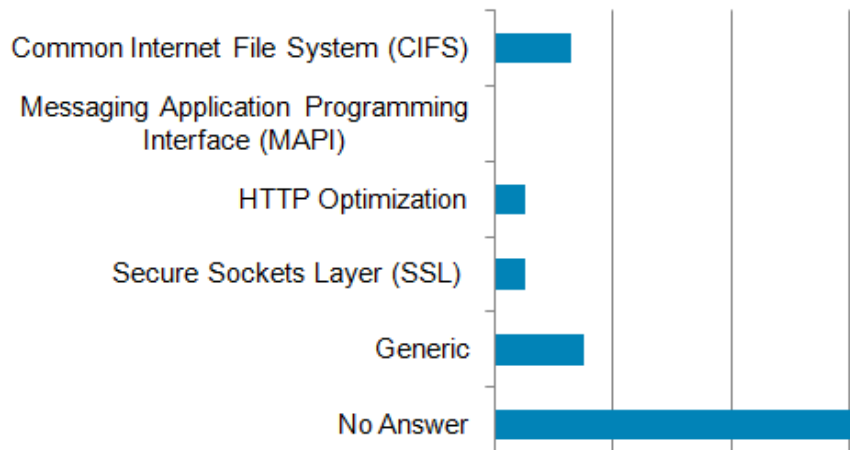 Common Internet File System (CIFS)
Messaging Application Programming
Interface (MAPI)
HTTP Optimization
Secure Sockets Layer (SSL)
Generic
No Answer